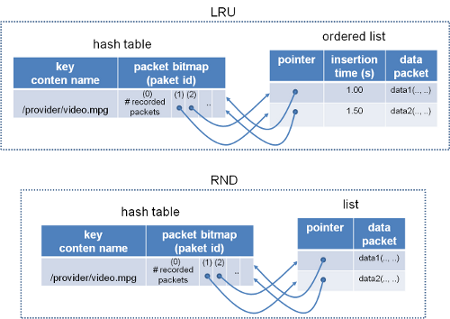 LRU
hash table
ordered list
key
conten name
packet bitmap
(paket id)
pointer
insertion
time (s)
data
packet
(0)
# recorded
packets
(1) (2)
..
/provider/video.mpg
1.00
data1(.., ..)
1.50
data2(.., ..)
RND
hash table
list
key
conten name
packet bitmap
(paket id)
pointer
data
packet
(0)
# recorded
packets
(1) (2)
..
/provider/video.mpg
data1(.., ..)
data2(.., ..)